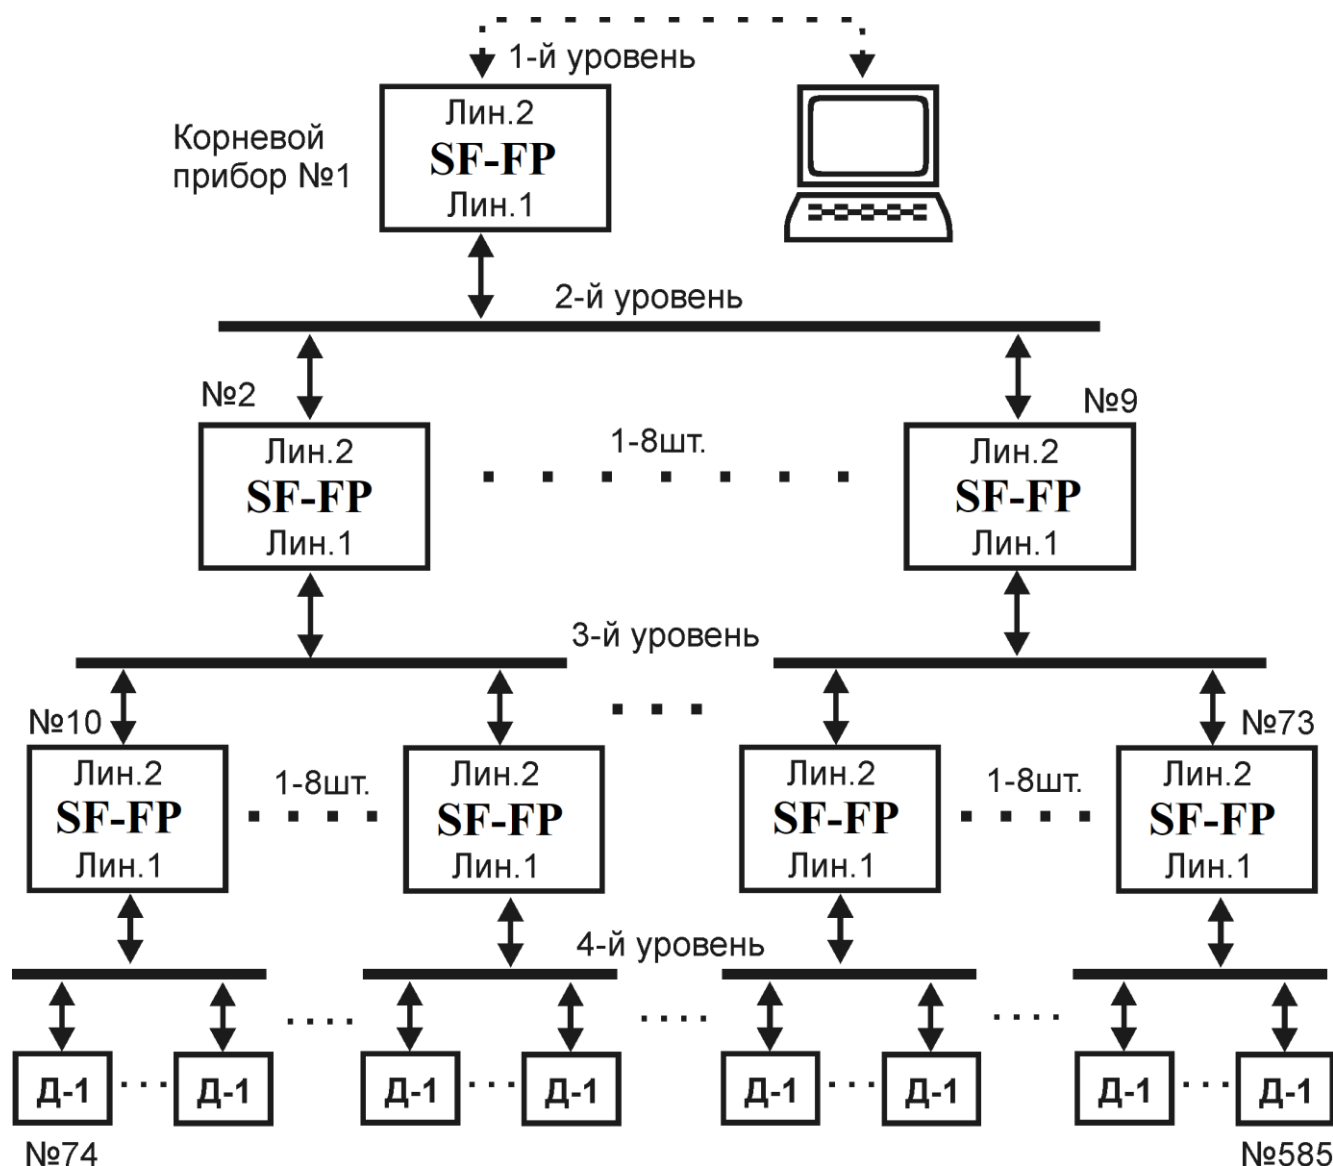 1-й уровень
Корневой
прибор №1
Лин.2
SF-FP
Лин.1
2-й уровень
№2
№9
Лин.2
SF-FP
Лин.1
1-8шт.
Лин.2
SF-FP
Лин.1
3-й уровень
№10
№73
Лин.2
SF-FP
Лин.1
1-8шт.
Лин.2
SF-FP
Лин.1
Лин.2
SF-FP
Лин.1
1-8шт.
Лин.2
SF-FP
Лин.1
4-й уровень
Д-1
Д-1
Д-1
Д-1
Д-1
Д-1
Д-1
Д-1
№74
№585